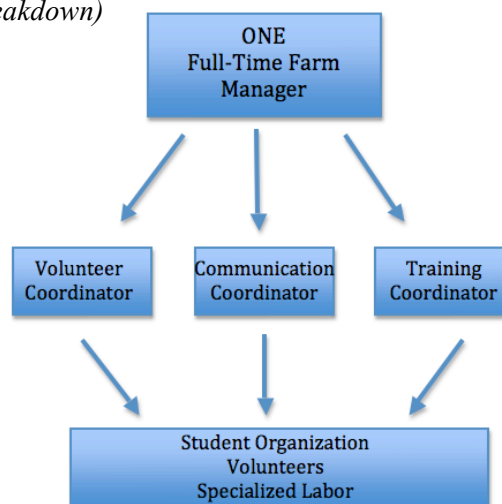 eakdown)
ONE
Full-Time Farm
Manager
Volunteer
Coordinator
Communication
Coordinator
Training
Coordinator
Student Organization
Volunteers
Specialized Labor